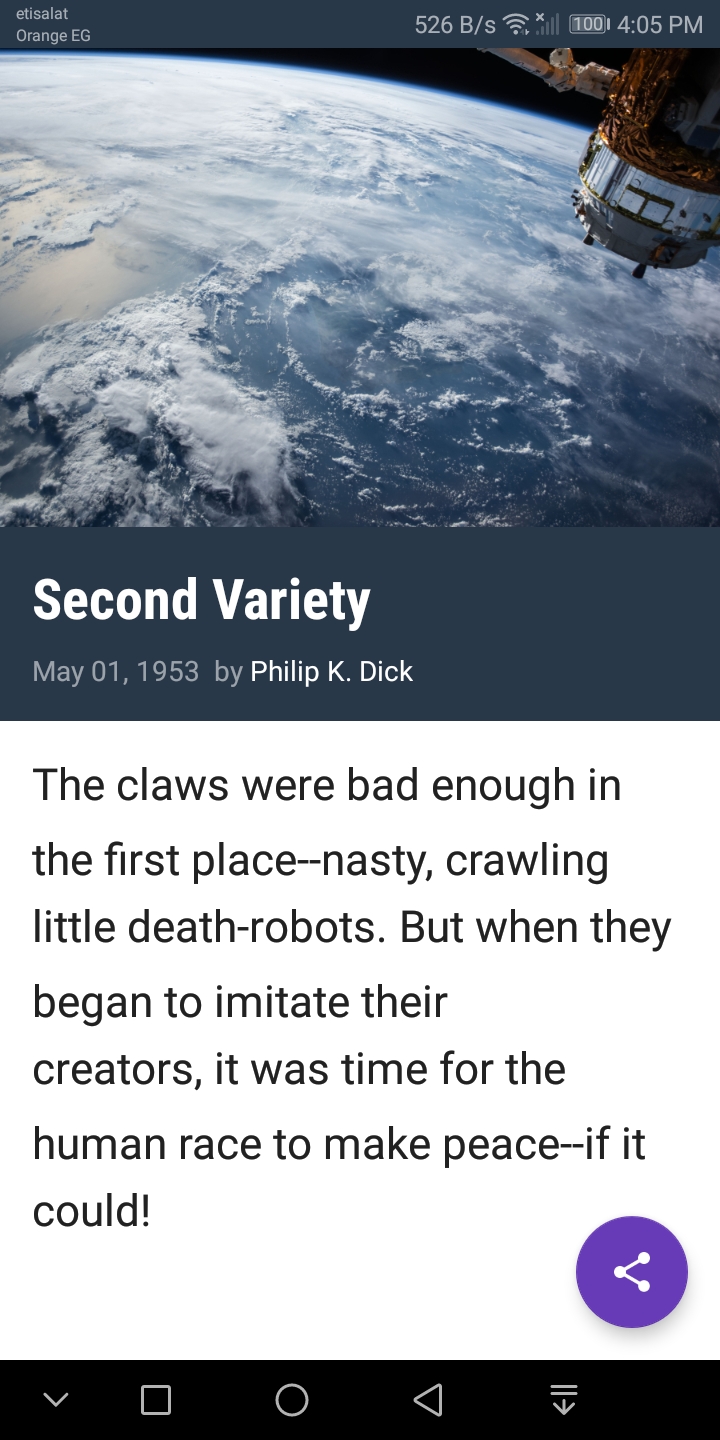 etisalat
Orange EG
526 B/s 100 4:05 PM
Second Variety
May 01, 1953 by Philip K. Dick
The claws were bad enough in
the first place--nasty, crawling
little death-robots. But when they
began to imitate their
creators, it was time for the
human race to make peace--if it
could!